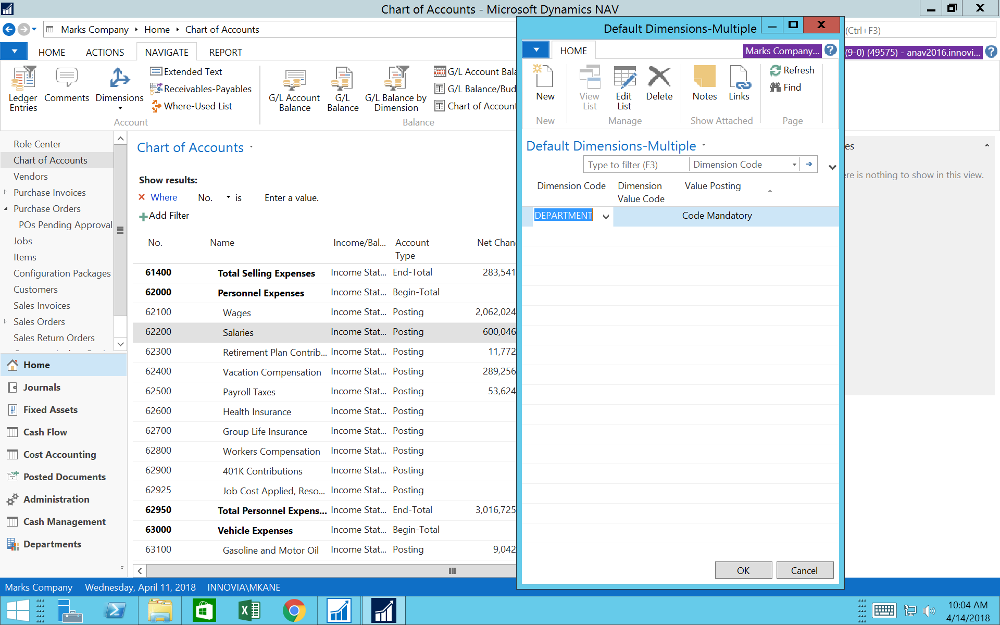 Chart of Accounts - Microsoft Dynamics NAV
Marks Company Home Chart of Accounts
(Ctrl+F3)
HOME ACTIONS NAVIGATE REPORT
(9-0) (49575) - anav2016.innovi...
Ledger Entries
Comments
Dimensions
Extended Text
Receivables-Payables
Where-Used List
Account
G/L Account Balance
G/L Balance
G/L Balance by Dimension
G/L Account Bala
G/L Balance/Bud
Chart of Account
Balance
Role Center
Chart of Accounts
Vendors
Purchase Invoices
Purchase Orders
POs Pending Approval
Jobs
Items
Configuration Packages
Customers
Sales Invoices
Sales Orders
Sales Return Orders
Home
Journals
Fixed Assets
Cash Flow
Cost Accounting
Posted Documents
Administration
Cash Management
Departments
Chart of Accounts
Show results:
Where No. is Enter a value.
Add Filter
No. Name Income/Bal... Account Type Net Chan
61400 Total Selling Expenses Income Stat... End-Total 283,541
62000 Personnel Expenses Income Stat... Begin-Total
62100 Wages Income Stat... Posting 2,062,024
62200 Salaries Income Stat... Posting 600,046
62300 Retirement Plan Contrib... Income Stat... Posting 11,772
62400 Vacation Compensation Income Stat... Posting 289,256
62500 Payroll Taxes Income Stat... Posting 53,624
62600 Health Insurance Income Stat... Posting
62700 Group Life Insurance Income Stat... Posting
62800 Workers Compensation Income Stat... Posting
62900 401K Contributions Income Stat... Posting
62925 Job Cost Applied, Reso... Income Stat... Posting
62950 Total Personnel Expens... Income Stat... End-Total 3,016,725
63000 Vehicle Expenses Income Stat... Begin-Total
63100 Gasoline and Motor Oil Income Stat... Posting 9,042
Default Dimensions-Multiple
HOME
Marks Company...
New
View List
Edit List
Delete
Notes
Links
Refresh
Find
New Manage Show Attached Page
Default Dimensions-Multiple
Type to filter (F3) Dimension Code
Dimension Code Dimension Value Code Value Posting
DEPARTMENT Code Mandatory
OK Cancel
es
ere is nothing to show in this view.
Marks Company Wednesday, April 11, 2018 INNOVIA\MKANE
10:04 AM
4/14/2018